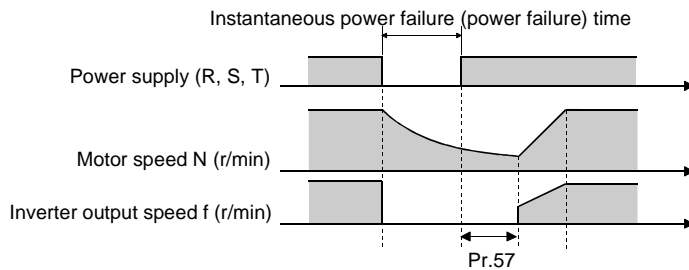 Instantaneous power failure (power failure) time
Power supply (R, S, T)
Motor speed N (r/min)
Inverter output speed f (r/min)
Pr.57